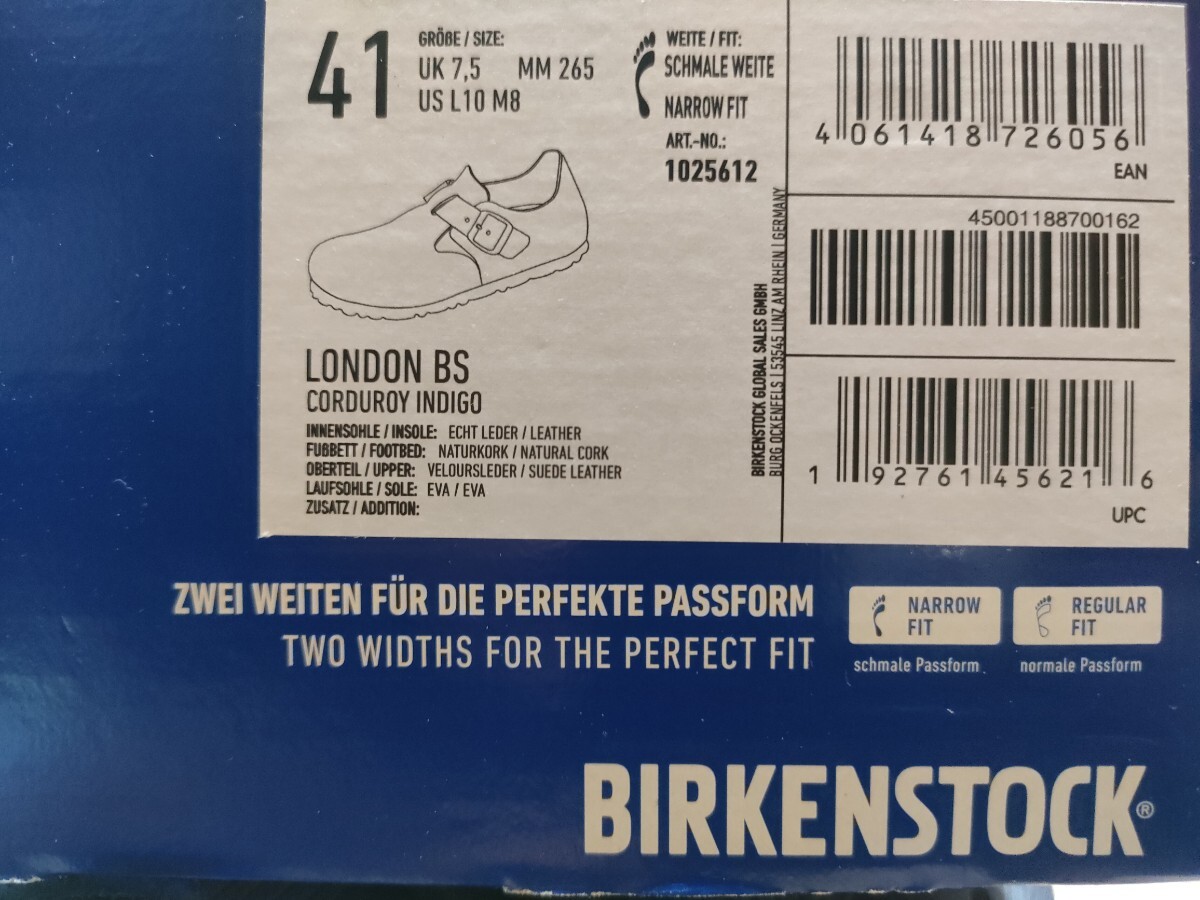 41
GRÖßE / SIZE:
UK 7,5 MM 265
US L10 M8
WEITE / FIT:
SCHMALE WEITE
NARROW FIT
ART.-NO.:
1025612
4 061418 726056
EAN
45001188700162
1 92761 45621 6
UPC
BIRKENSTOCK GLOBAL SALES GMBH
BURG OCKENFELS | 53545 LINZ AM RHEIN | GERMANY
LONDON BS
CORDUROY INDIGO
INNENSOHLE / INSOLE: ECHT LEDER / LEATHER
FUßBETT / FOOTBED: NATURKORK / NATURAL CORK
OBERTEIL / UPPER: VELOURSLEDER / SUEDE LEATHER
LAUFSOHLE / SOLE: EVA / EVA
ZUSATZ / ADDITION:
ZWEI WEITEN FÜR DIE PERFEKTE PASSFORM
TWO WIDTHS FOR THE PERFECT FIT
NARROW
FIT
schmale Passform
REGULAR
FIT
normale Passform
BIRKENSTOCK®